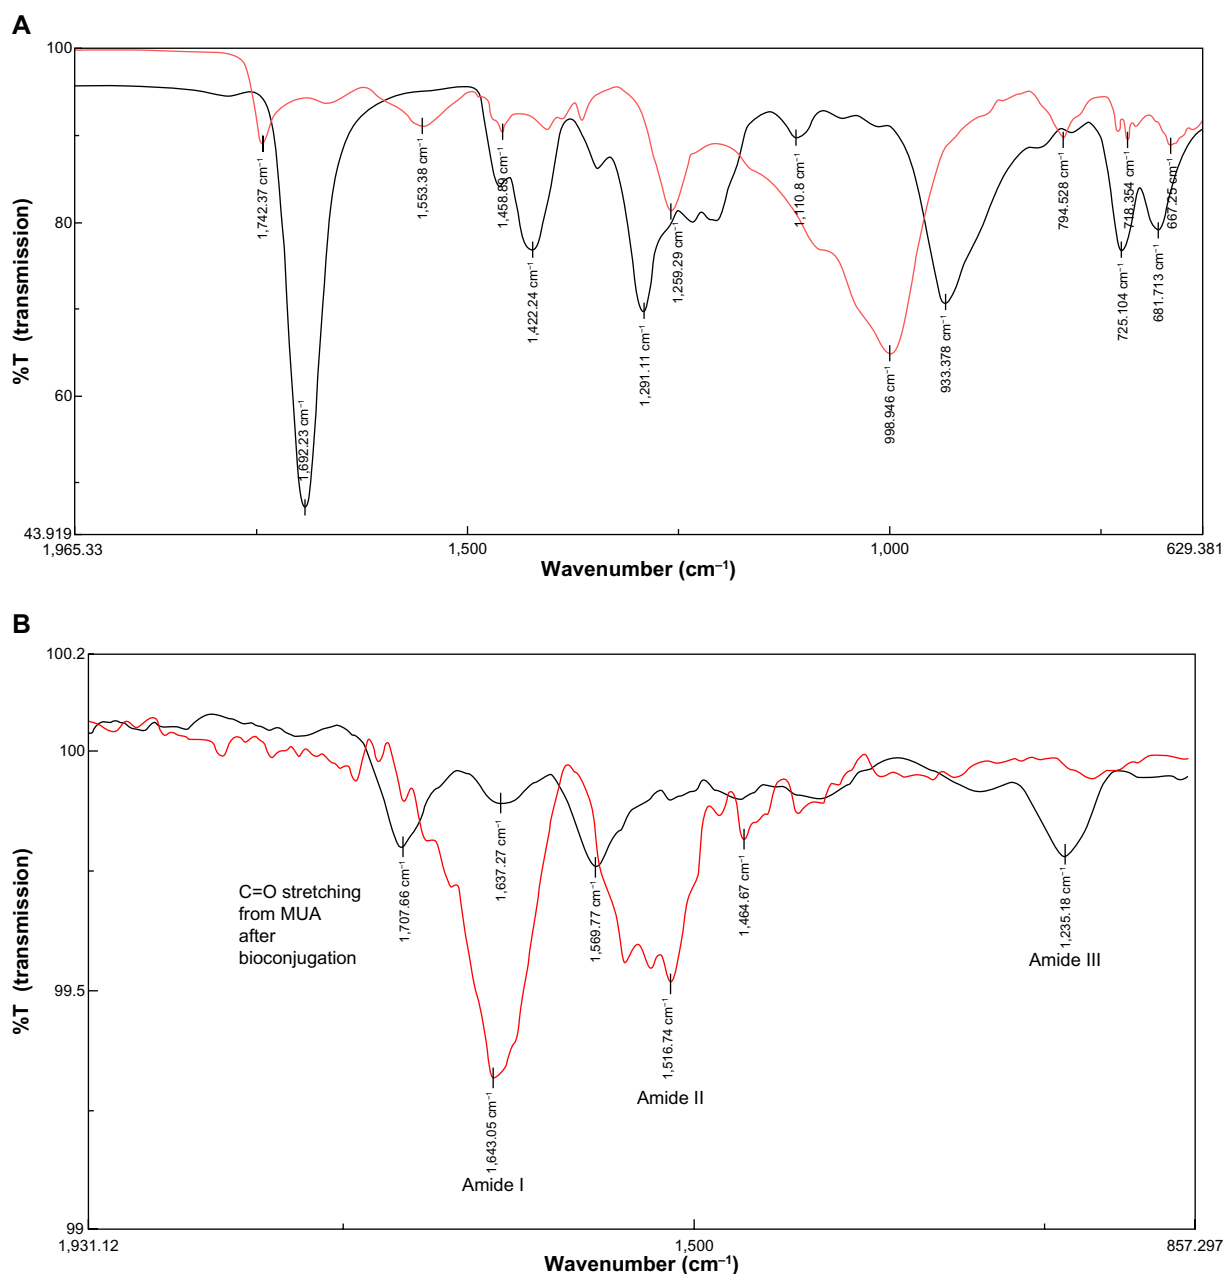 A
100
80
60
43.919
%T (transmission)
1,742.37 cm⁻¹
1,692.23 cm⁻¹
1,553.38 cm⁻¹
1,458.89 cm⁻¹
1,422.24 cm⁻¹
1,291.11 cm⁻¹
1,259.29 cm⁻¹
1,110.8 cm⁻¹
998.946 cm⁻¹
933.378 cm⁻¹
794.528 cm⁻¹
725.104 cm⁻¹
718.354 cm⁻¹
681.713 cm⁻¹
667.25 cm⁻¹
1,965.33
1,500
1,000
629.381
Wavenumber (cm⁻¹)
B
100.2
100
99.5
99
%T (transmission)
C=O stretching
from MUA
after
bioconjugation
1,707.66 cm⁻¹
1,643.05 cm⁻¹
Amide I
1,637.27 cm⁻¹
1,569.77 cm⁻¹
1,516.74 cm⁻¹
Amide II
1,464.67 cm⁻¹
1,235.18 cm⁻¹
Amide III
1,931.12
1,500
857.297
Wavenumber (cm⁻¹)